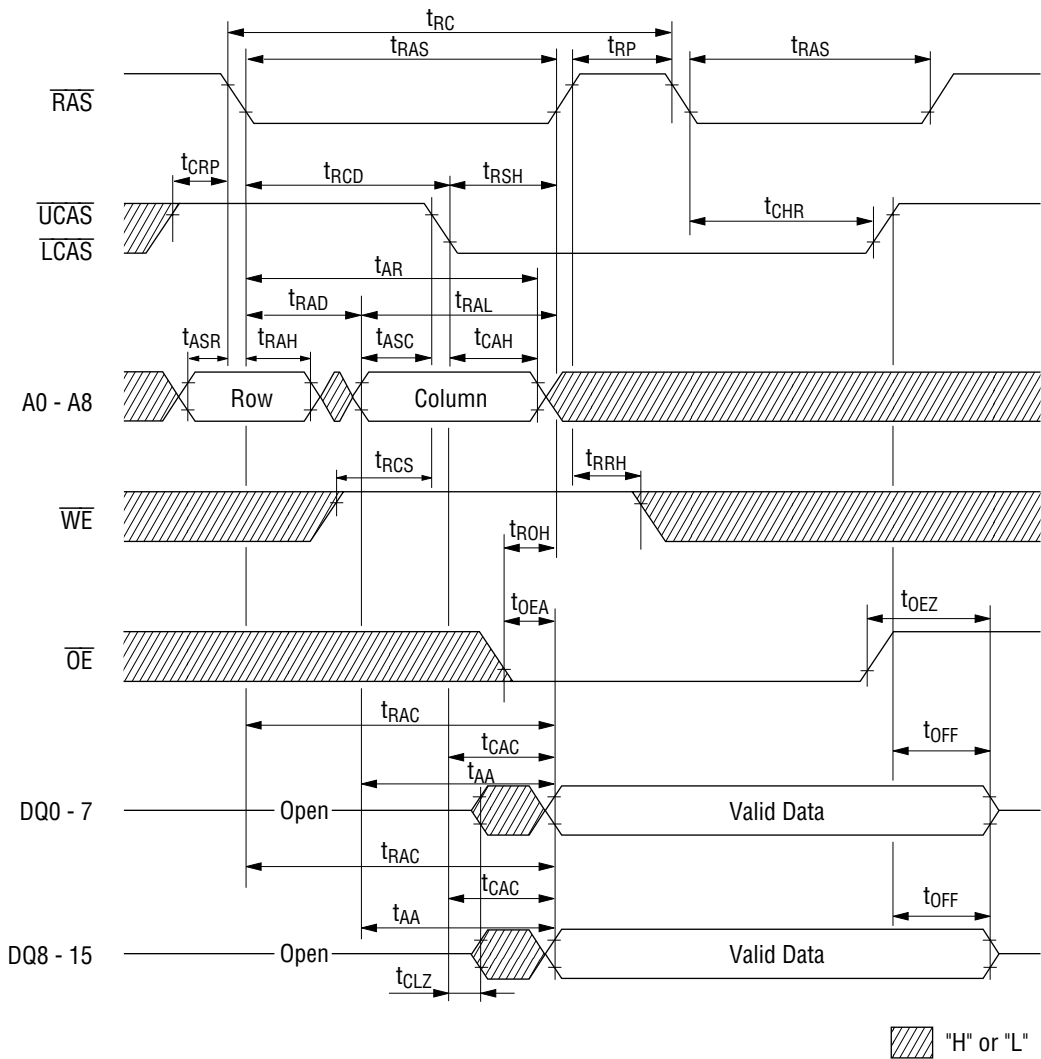 tRC
tRAS tRP tRAS
RAS
tCRP tRCD tRSH
UCAS tCHR
LCAS
tAR
tRAD tRAL
tASR tRAH tASC tCAH
A0 - A8 Row Column
tRCS tRRH
WE
tROH
tOEA tOEZ
OE
tRAC
tCAC tOFF
tAA
DQ0 - 7 Open Valid Data
tRAC
tCAC tOFF
tAA
DQ8 - 15 Open Valid Data
tCLZ
"H" or "L"